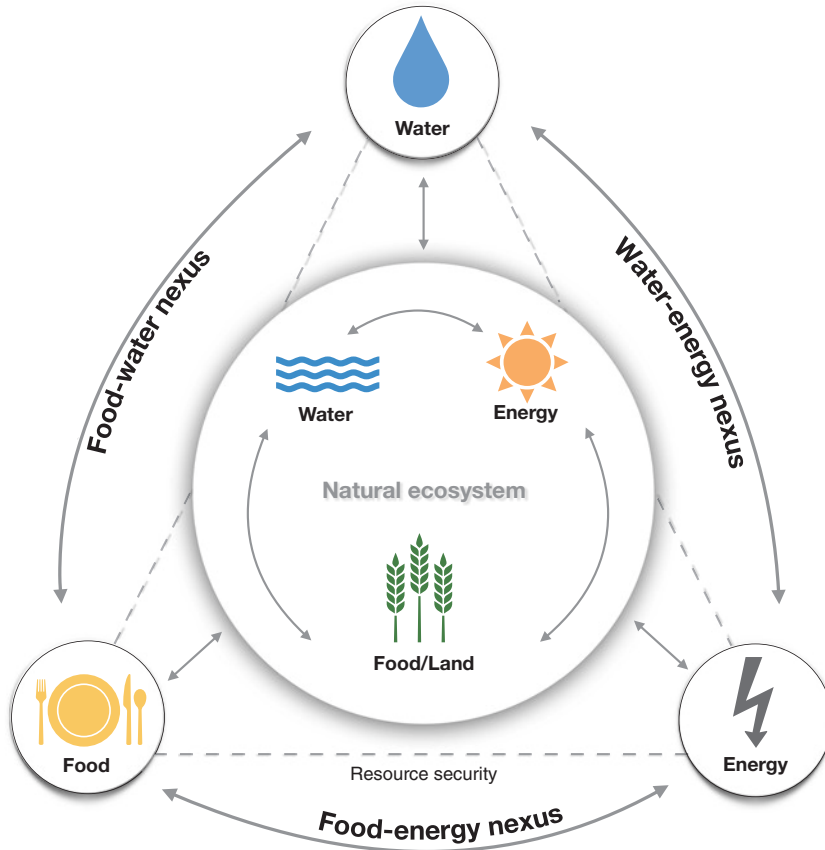 Water
Food-water nexus
Water-energy nexus
Water
Energy
Natural ecosystem
Food/Land
Food
Energy
Resource security
Food-energy nexus